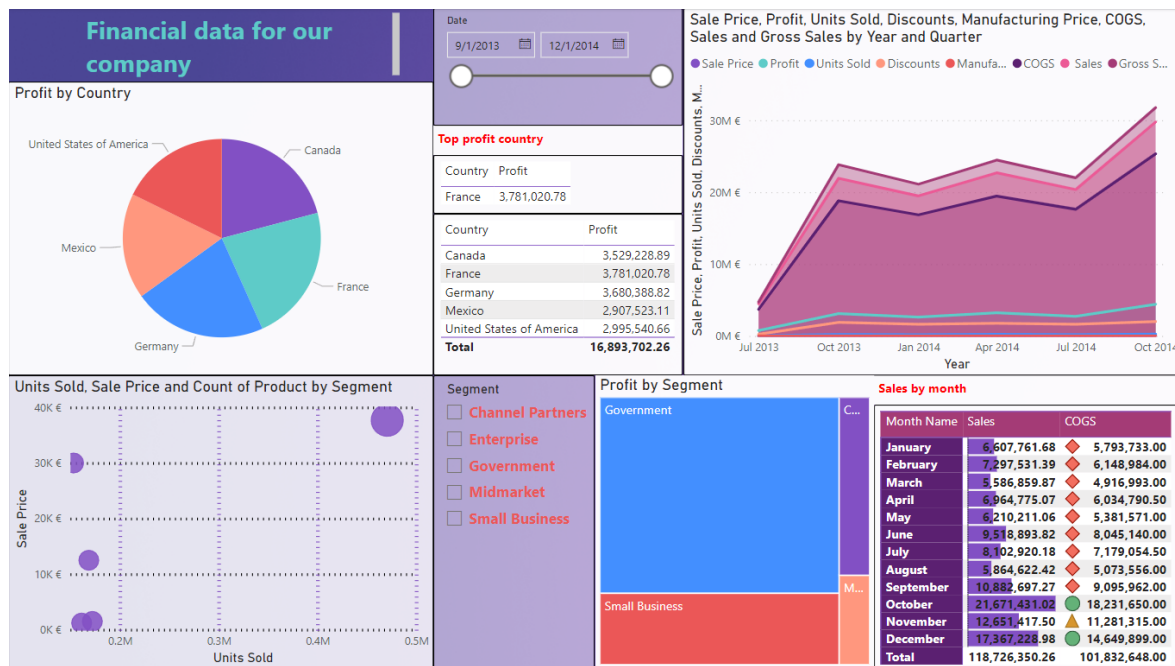 Financial data for our
company
Date
9/1/2013 12/1/2014
Profit by Country
United States of America
Canada
Mexico
France
Germany
Top profit country
Country Profit
France 3,781,020.78
Country Profit
Canada 3,529,228.89
France 3,781,020.78
Germany 3,680,388.82
Mexico 2,907,523.11
United States of America 2,995,540.66
Total 16,893,702.26
Sale Price, Profit, Units Sold, Discounts, Manufacturing Price, COGS,
Sales and Gross Sales by Year and Quarter
Sale Price Profit Units Sold Discounts Manufa... COGS Sales Gross S...
Sale Price, Profit, Units Sold, Discounts, M...
30M €
20M €
10M €
0M €
Jul 2013 Oct 2013 Jan 2014 Apr 2014 Jul 2014 Oct 2014
Year
Units Sold, Sale Price and Count of Product by Segment
Sale Price
40K €
30K €
20K €
10K €
0K €
0.2M 0.3M 0.4M 0.5M
Units Sold
Segment
Channel Partners
Enterprise
Government
Midmarket
Small Business
Profit by Segment
Government
C...
Small Business
M...
Sales by month
Month Name Sales COGS
January 6,607,761.68 5,793,733.00
February 7,297,531.39 6,148,984.00
March 5,586,859.87 4,916,993.00
April 6,964,775.07 6,034,790.50
May 6,210,211.06 5,381,571.00
June 9,518,893.82 8,045,140.00
July 8,102,920.18 7,179,054.50
August 5,864,622.42 5,073,556.00
September 10,882,697.27 9,095,962.00
October 21,671,431.02 18,231,650.00
November 12,651,417.50 11,281,315.00
December 17,367,228.98 14,649,899.00
Total 118,726,350.26 101,832,648.00